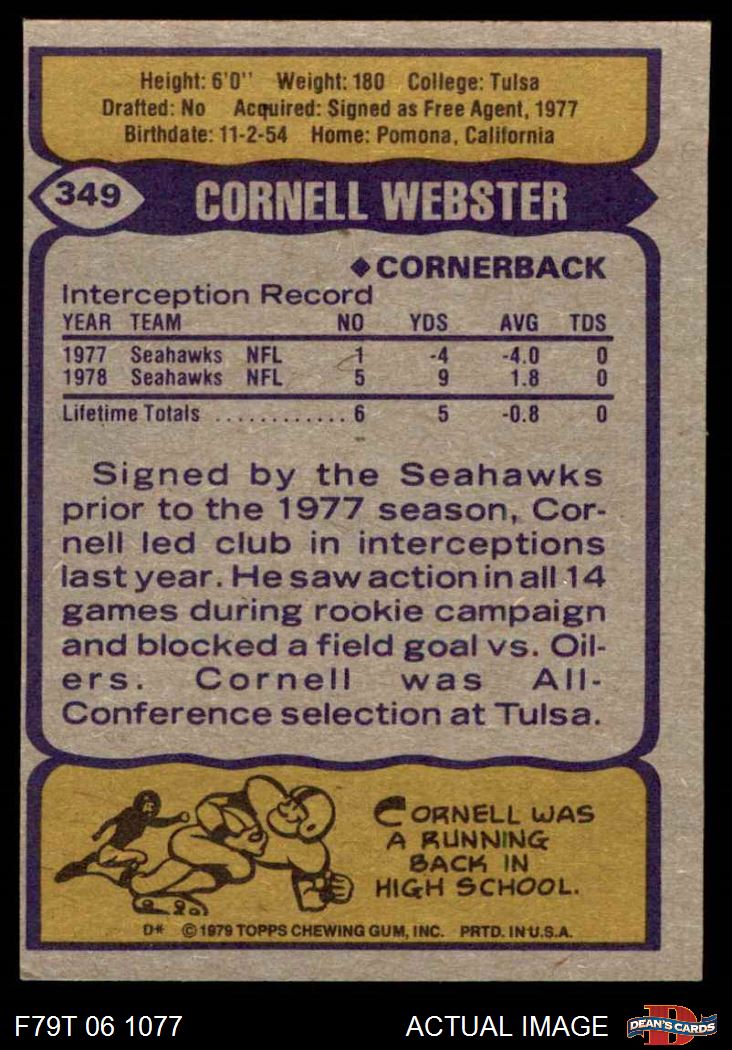 Height: 6'0" Weight: 180 College: Tulsa
Drafted: No Acquired: Signed as Free Agent, 1977
Birthdate: 11-2-54 Home: Pomona, California
349 CORNELL WEBSTER
◆CORNERBACK
Interception Record
YEAR TEAM NO YDS AVG TDS
1977 Seahawks NFL 1 -4 -4.0 0
1978 Seahawks NFL 5 9 1.8 0
Lifetime Totals ............ 6 5 -0.8 0
Signed by the Seahawks
prior to the 1977 season, Cor-
nell led club in interceptions
last year. He saw action in all 14
games during rookie campaign
and blocked a field goal vs. Oil-
ers. Cornell was All-
Conference selection at Tulsa.
CORNELL WAS
A RUNNING
BACK IN
HIGH SCHOOL.
D* ©1979 TOPPS CHEWING GUM, INC. PRTD. IN U.S.A.
F79T 06 1077 ACTUAL IMAGE D DEAN'S CARDS